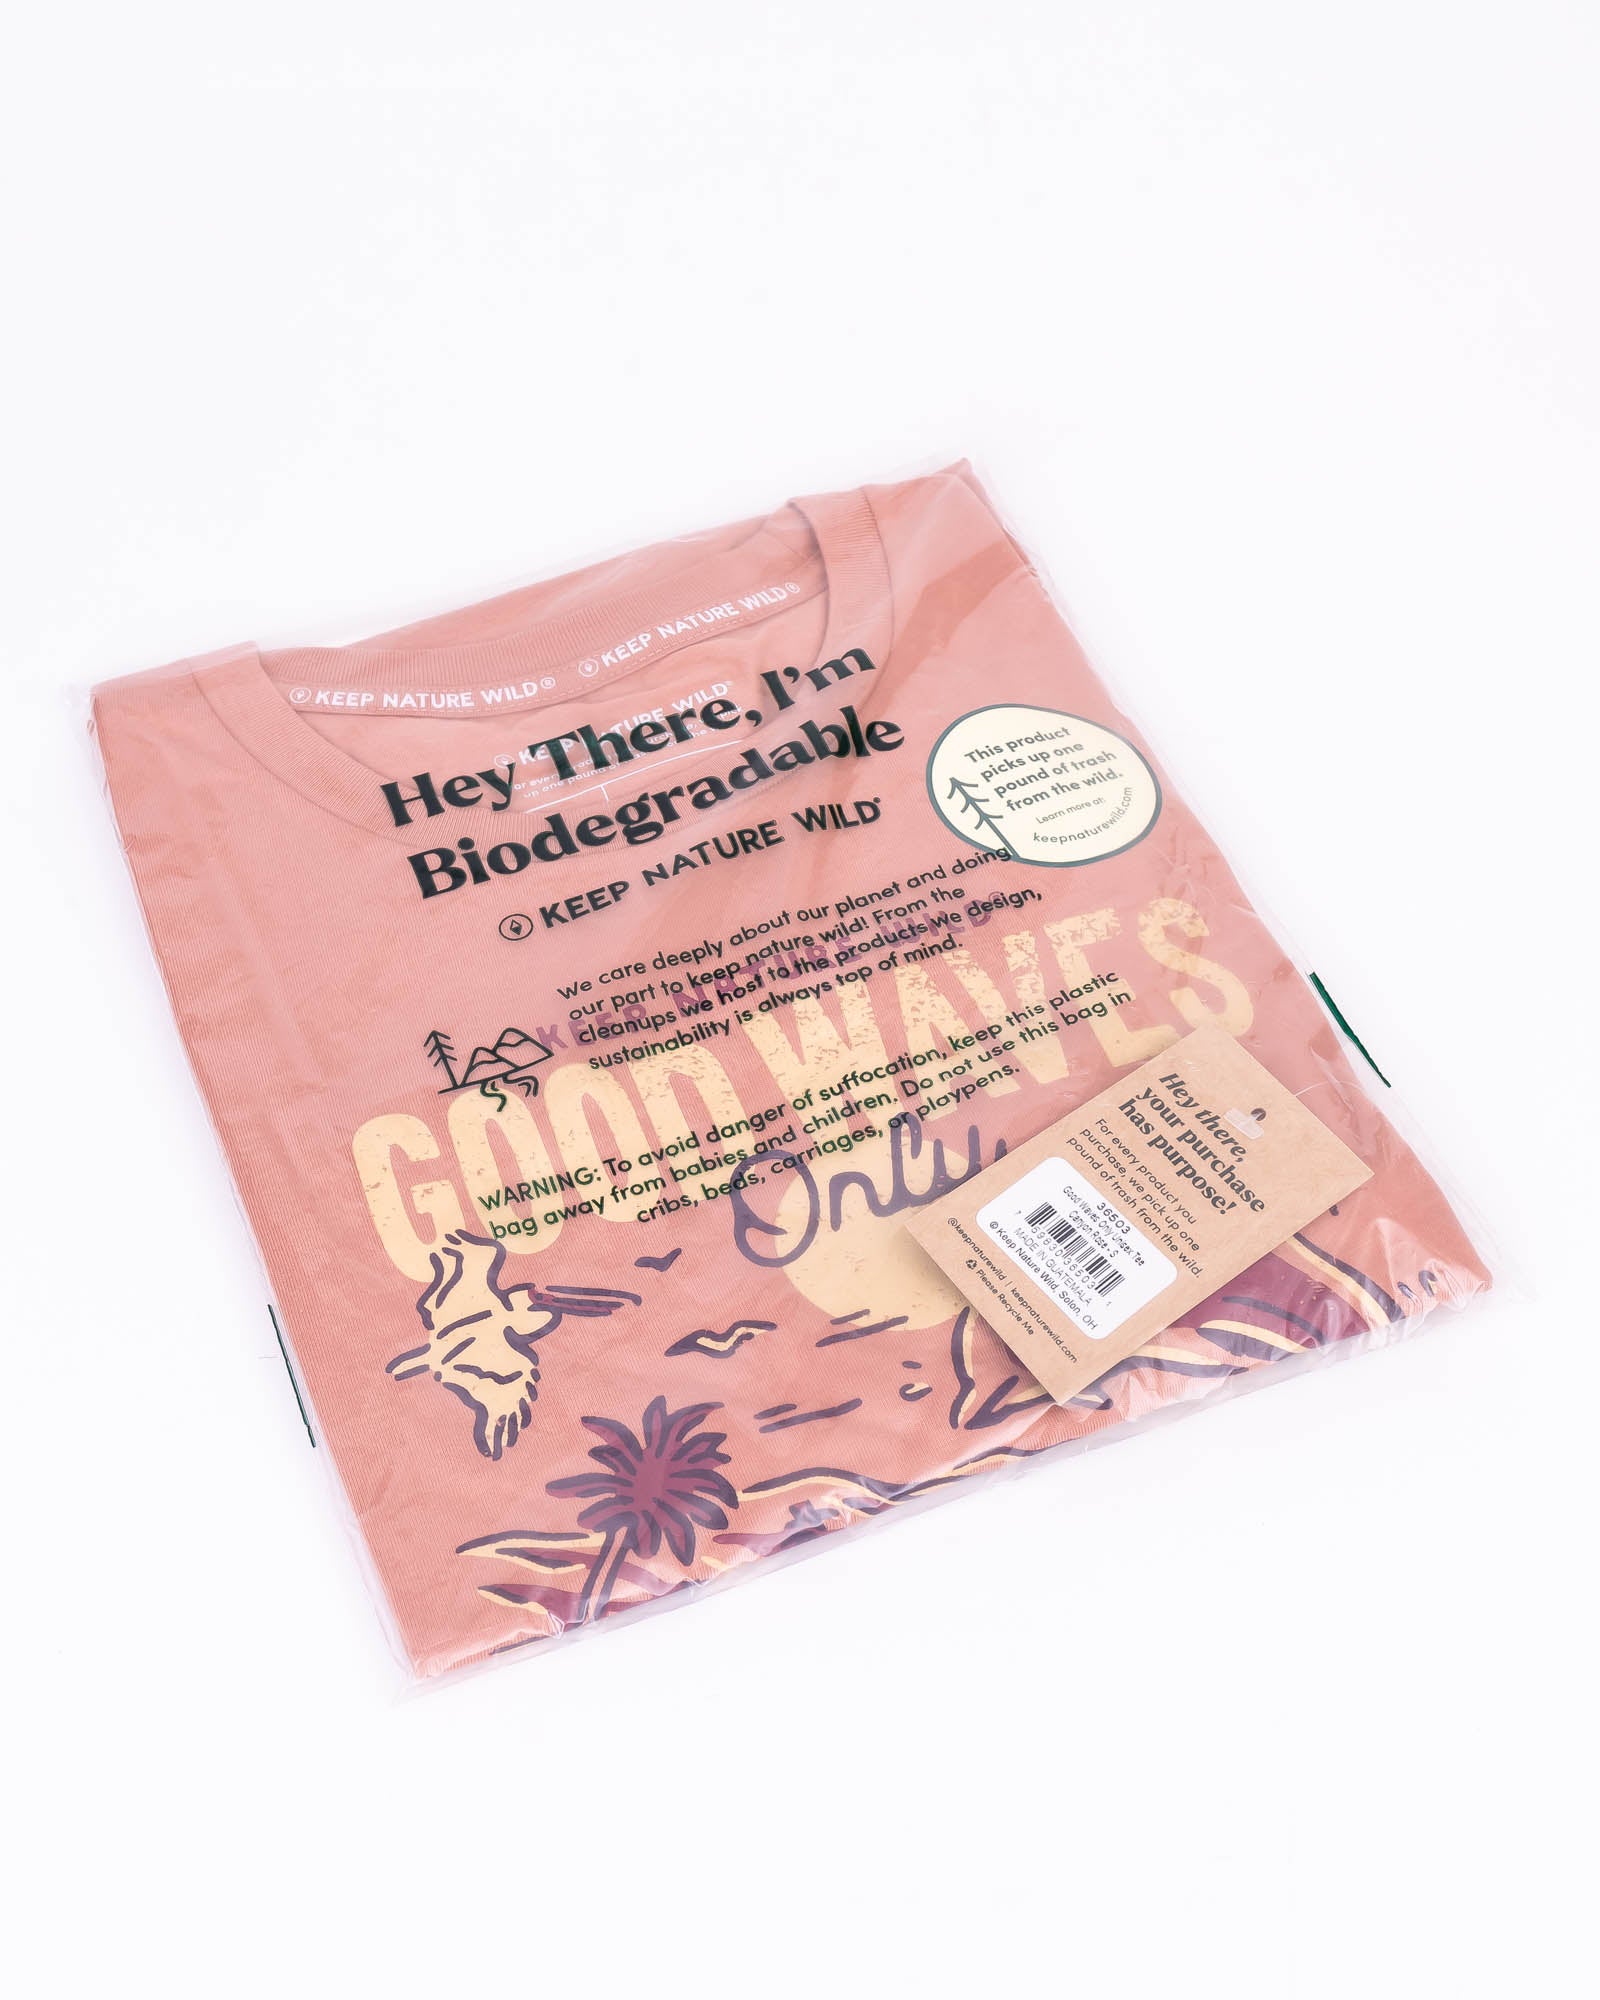 KEEP NATURE WILD®
KEEP NATURE WILD®
Hey There, I'm
Biodegradable
KEEP NATURE WILD®
This product
picks up one
pound of trash
from the wild.
Learn more at:
keepnaturewild.com
We care deeply about our planet and doing
our part to keep nature wild! From the
cleanups we host to the products we design,
sustainability is always top of mind.
WARNING: To avoid danger of suffocation, keep this plastic
bag away from babies and children. Do not use this bag in
cribs, beds, carriages, or playpens.
KEEP NATURE WILD®
GOOD WAVES
Only
Hey there,
your purchase
has purpose!
For every product you
purchase, we pick up one
pound of trash from the wild.
36503
Good Waves Only Unisex Tee
Canyon Rose - S
MADE IN GUATEMALA
© Keep Nature Wild, Solon, OH
@keepnaturewild | keepnaturewild.com
Please Recycle Me